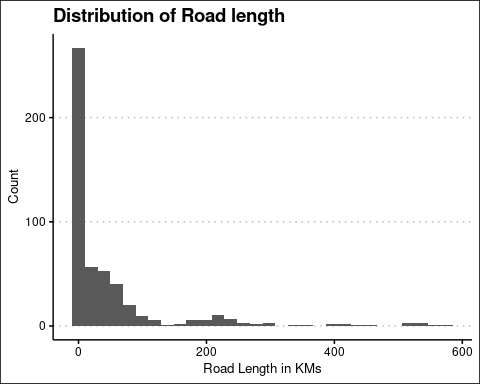 Distribution of Road length
Count
200
100
0
0 200 400 600
Road Length in KMs